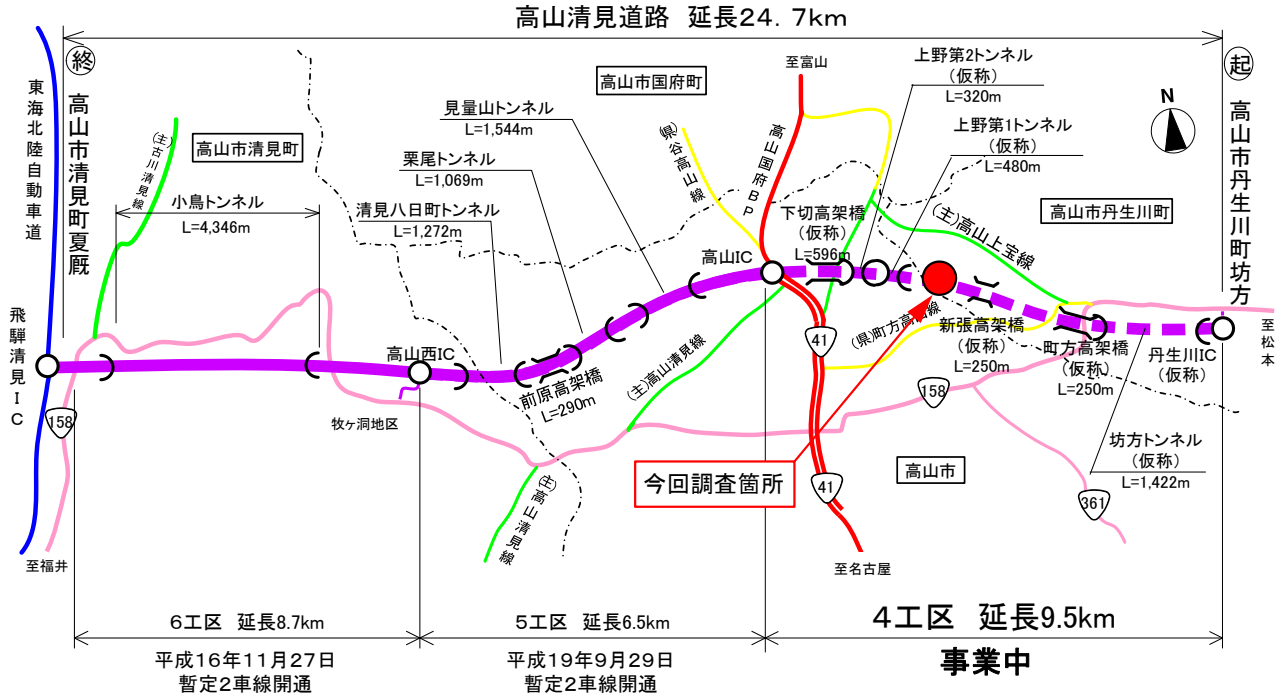 高山清見道路 延長24．7km
終
起
東海北陸自動車道
高山市清見町夏厩
(主)古川清見線
高山市清見町
小鳥トンネル
L=4,346m
見量山トンネル
L=1,544m
栗尾トンネル
L=1,069m
清見八日町トンネル
L=1,272m
高山市国府町
(県)谷高山線
至富山
高山国府BP
上野第2トンネル
(仮称)
L=320m
上野第1トンネル
(仮称)
L=480m
N
高山市丹生川町坊方
高山市丹生川町
(主)高山上宝線
下切高架橋
(仮称)
L=596m
高山IC
飛騨清見IC
高山西IC
牧ヶ洞地区
前原高架橋
L=290m
(主)高山清見線
41
(県)町方高山線
新張高架橋
(仮称)
L=250m
町方高架橋
(仮称)
L=250m
丹生川IC
(仮称)
至松本
158
158
今回調査箇所
高山市
坊方トンネル
(仮称)
L=1,422m
(主)高山清見線
41
361
至福井
至名古屋
6工区 延長8.7km
平成16年11月27日
暫定2車線開通
5工区 延長6.5km
平成19年9月29日
暫定2車線開通
4工区 延長9.5km
事業中